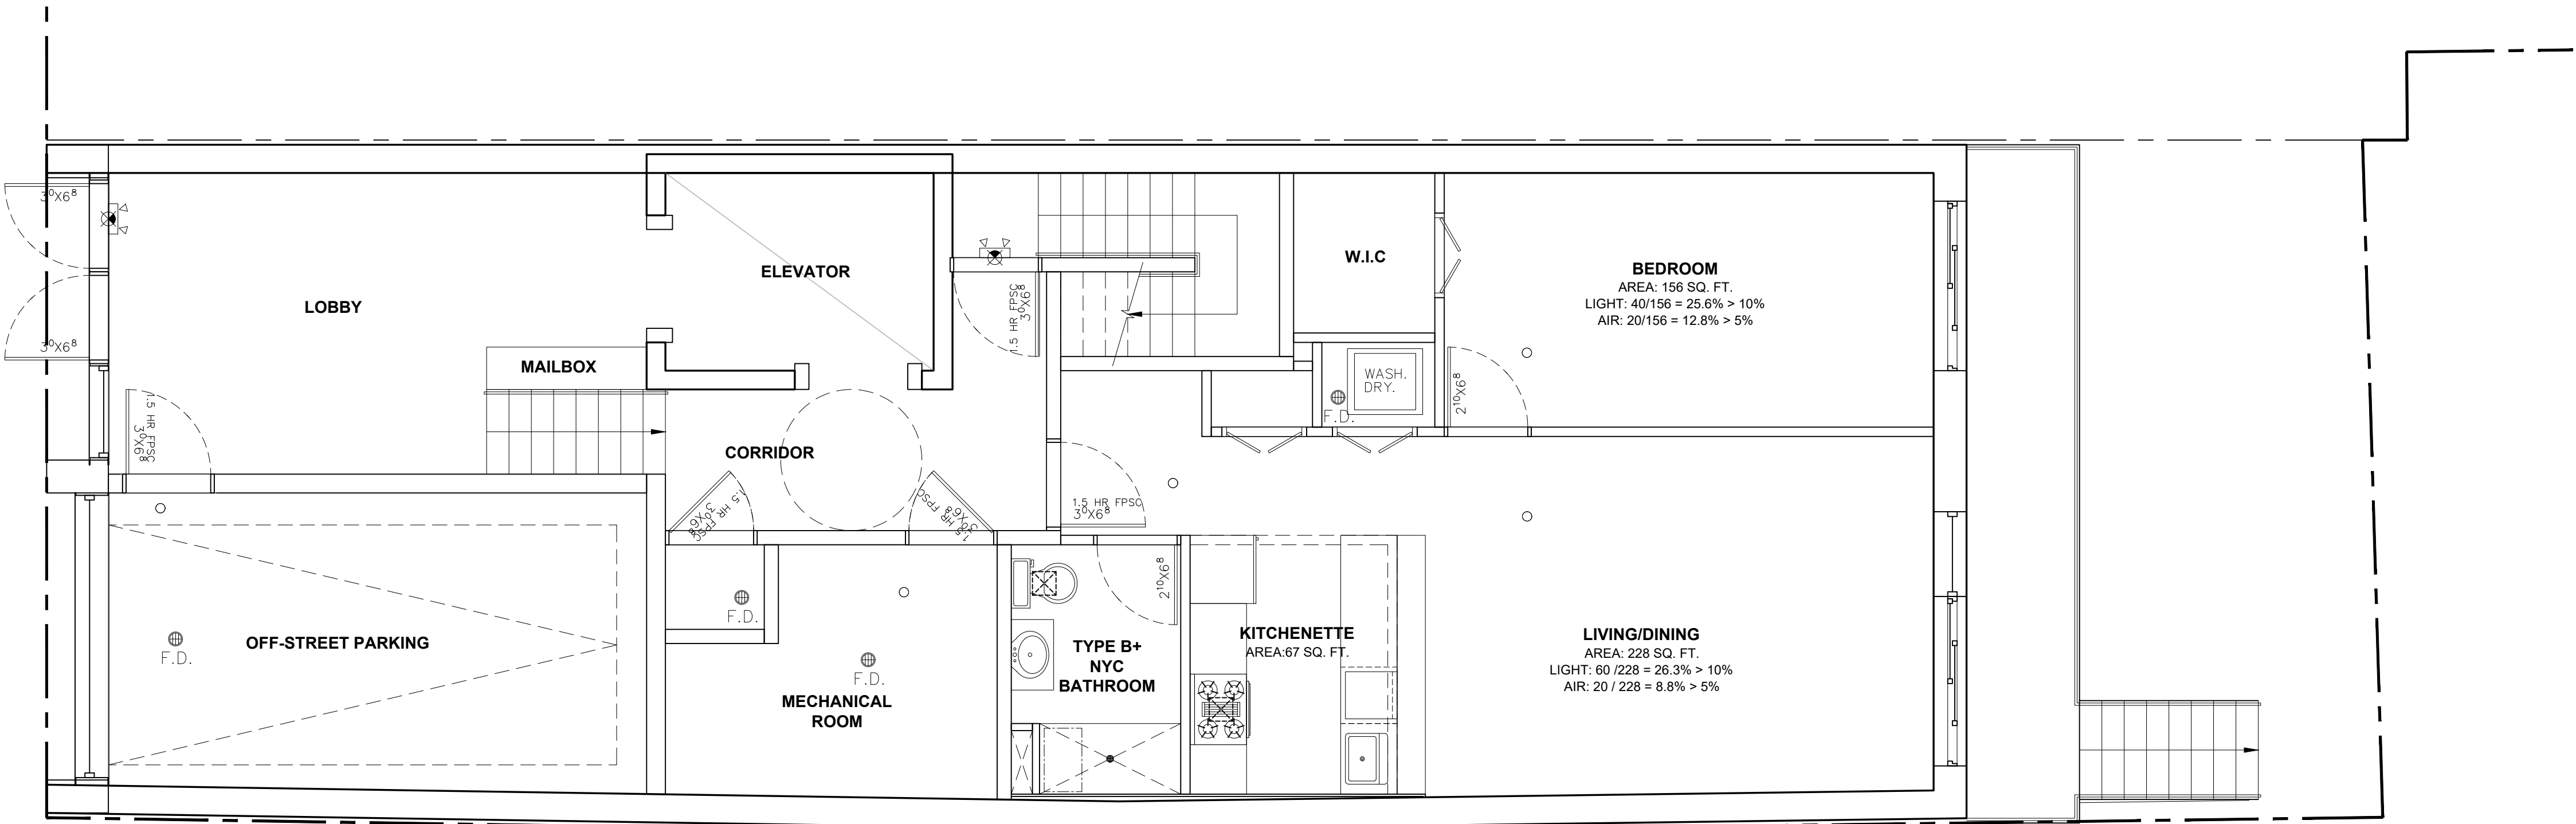 3⁰X6⁸
3⁰X6⁸
LOBBY
ELEVATOR
MAILBOX
1.5 HR FPSC
3⁰X6⁸
1.5 HR FPSC
3⁰X6⁸
W.I.C
BEDROOM
AREA: 156 SQ. FT.
LIGHT: 40/156 = 25.6% > 10%
AIR: 20/156 = 12.8% > 5%
WASH.
DRY.
F.D.
2¹⁰X6⁸
CORRIDOR
1.5 HR FPSC
3⁰X6⁸
1.5 HR FPSC
3⁰X6⁸
1.5 HR FPSC
3⁰X6⁸
OFF-STREET PARKING
F.D.
F.D.
F.D.
MECHANICAL
ROOM
2¹⁰X6⁸
TYPE B+
NYC
BATHROOM
KITCHENETTE
AREA:67 SQ. FT.
LIVING/DINING
AREA: 228 SQ. FT.
LIGHT: 60 /228 = 26.3% > 10%
AIR: 20 / 228 = 8.8% > 5%